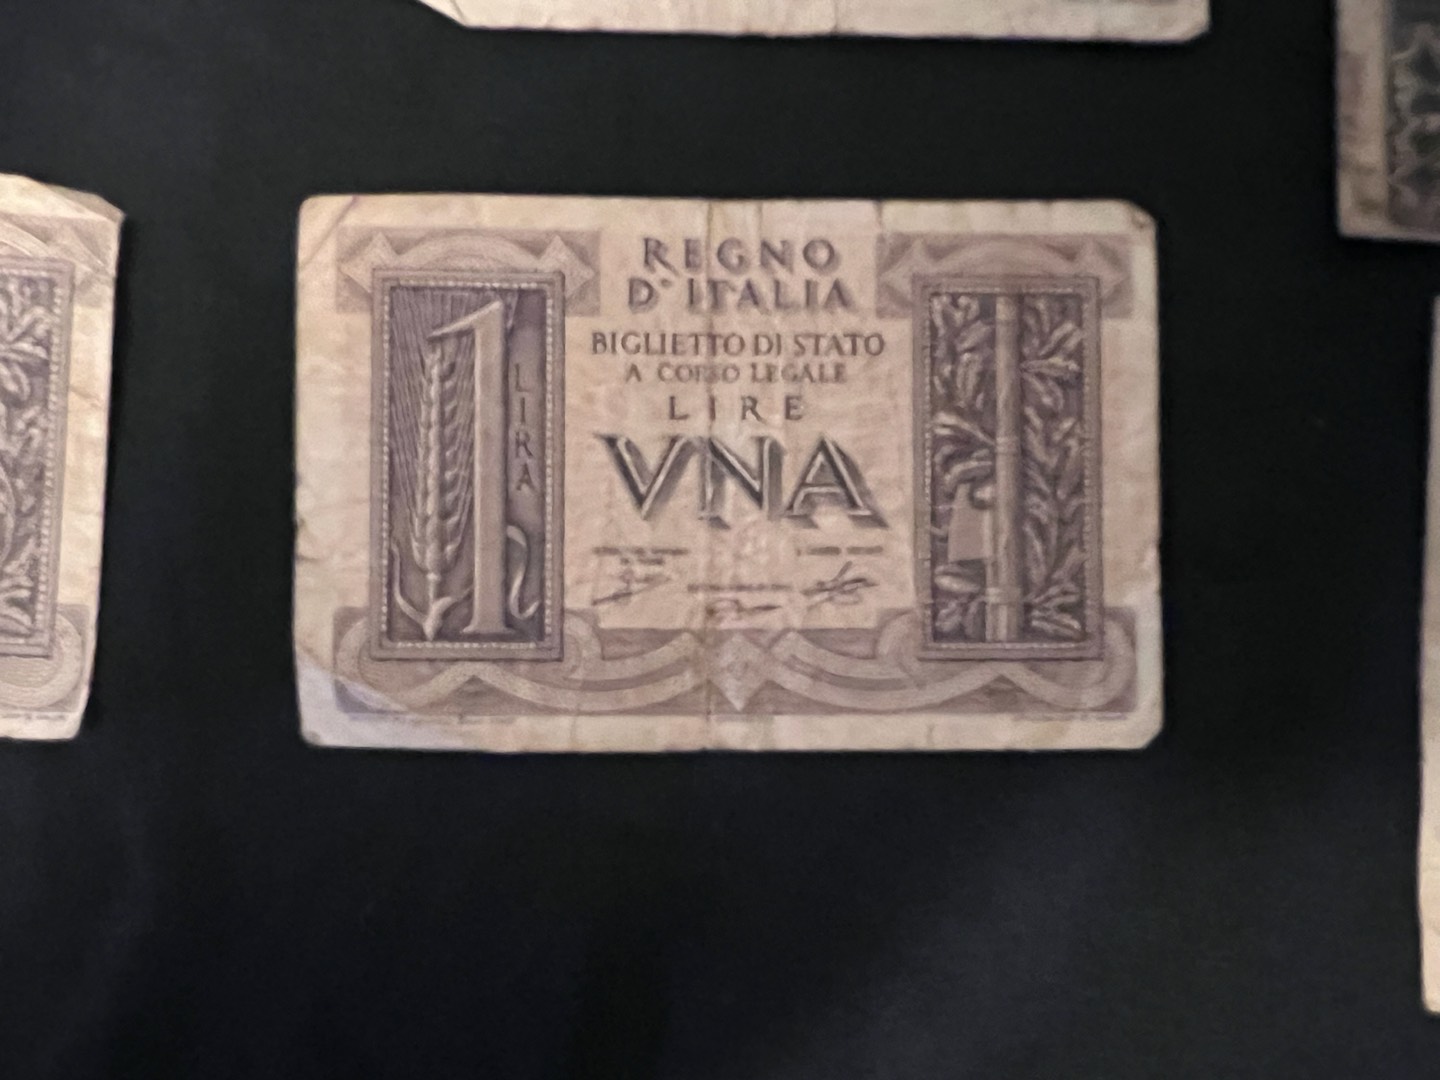 REGNO
D'ITALIA
BIGLIETTO DI STATO
A CORSO LEGALE
LIRE
VNA
1
LIRA